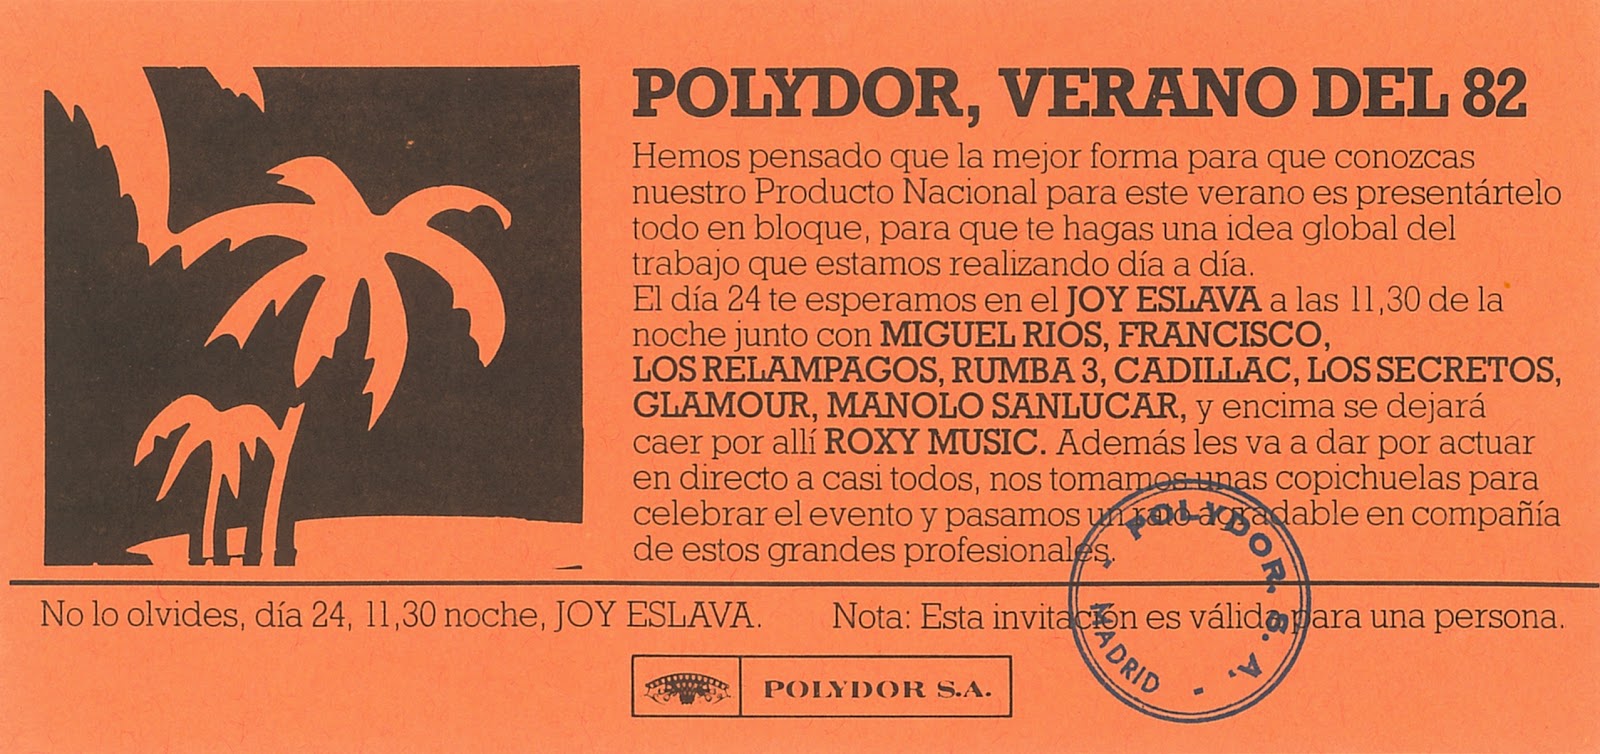 POLYDOR, VERANO DEL 82
Hemos pensado que la mejor forma para que conozcas
nuestro Producto Nacional para este verano es presentártelo
todo en bloque, para que te hagas una idea global del
trabajo que estamos realizando día a día.
El día 24 te esperamos en el JOY ESLAVA a las 11,30 de la
noche junto con MIGUEL RIOS, FRANCISCO,
LOS RELAMPAGOS, RUMBA 3, CADILLAC, LOS SECRETOS,
GLAMOUR, MANOLO SANLUCAR, y encima se dejará
caer por allí ROXY MUSIC. Además les va a dar por actuar
en directo a casi todos, nos tomamos unas copichuelas para
celebrar el evento y pasamos un rato agradable en compañía
de estos grandes profesionales.
No lo olvides, día 24, 11,30 noche, JOY ESLAVA.
Nota: Esta invitación es válida para una persona.
POLYDOR S.A.
POLYDOR, S. A.
MADRID